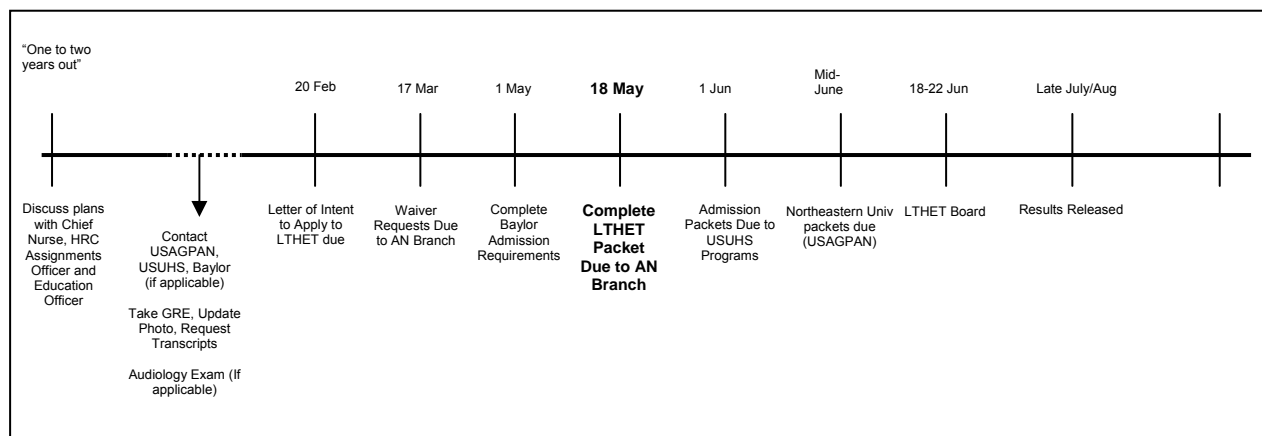 “One to two
years out”
20 Feb
17 Mar
1 May
18 May
1 Jun
Mid-
June
18-22 Jun
Late July/Aug
Discuss plans
with Chief
Nurse, HRC
Assignments
Officer and
Education
Officer
Contact
USAGPAN,
USUHS, Baylor
(if applicable)
Take GRE, Update
Photo, Request
Transcripts
Audiology Exam (If
applicable)
Letter of Intent
to Apply to
LTHET due
Waiver
Requests Due
to AN Branch
Complete
Baylor
Admission
Requirements
Complete
LTHET
Packet
Due to AN
Branch
Admission
Packets Due to
USUHS
Programs
Northeastern Univ
packets due
(USAGPAN)
LTHET Board
Results Released